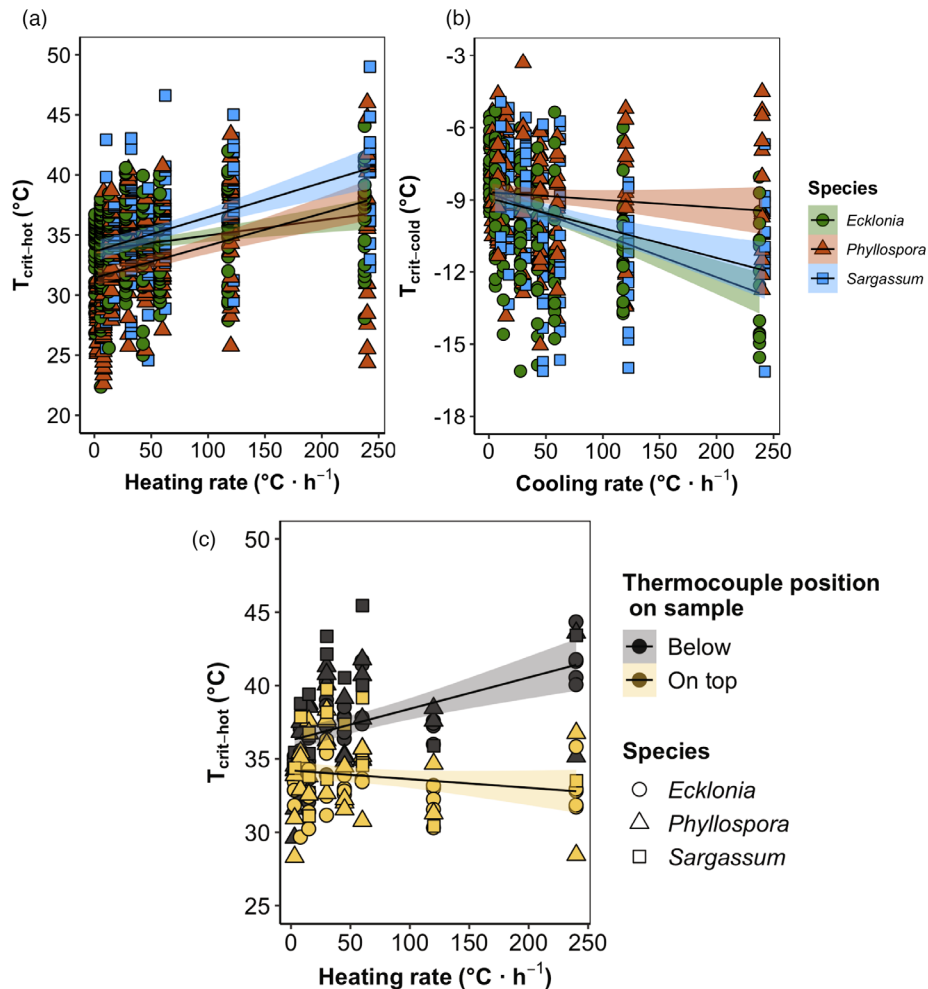 (a)
50
45
40
35
30
25
20
T crit−hot (°C)
0 50 100 150 200 250
Heating rate (°C · h−1)
(b)
-3
-6
-9
-12
-15
-18
T crit−cold (°C)
0 50 100 150 200 250
Cooling rate (°C · h−1)
Species
Ecklonia
Phyllospora
Sargassum
(c)
50
45
40
35
30
25
T crit−hot (°C)
0 50 100 150 200 250
Heating rate (°C · h−1)
Thermocouple position
on sample
Below
On top
Species
Ecklonia
Phyllospora
Sargassum